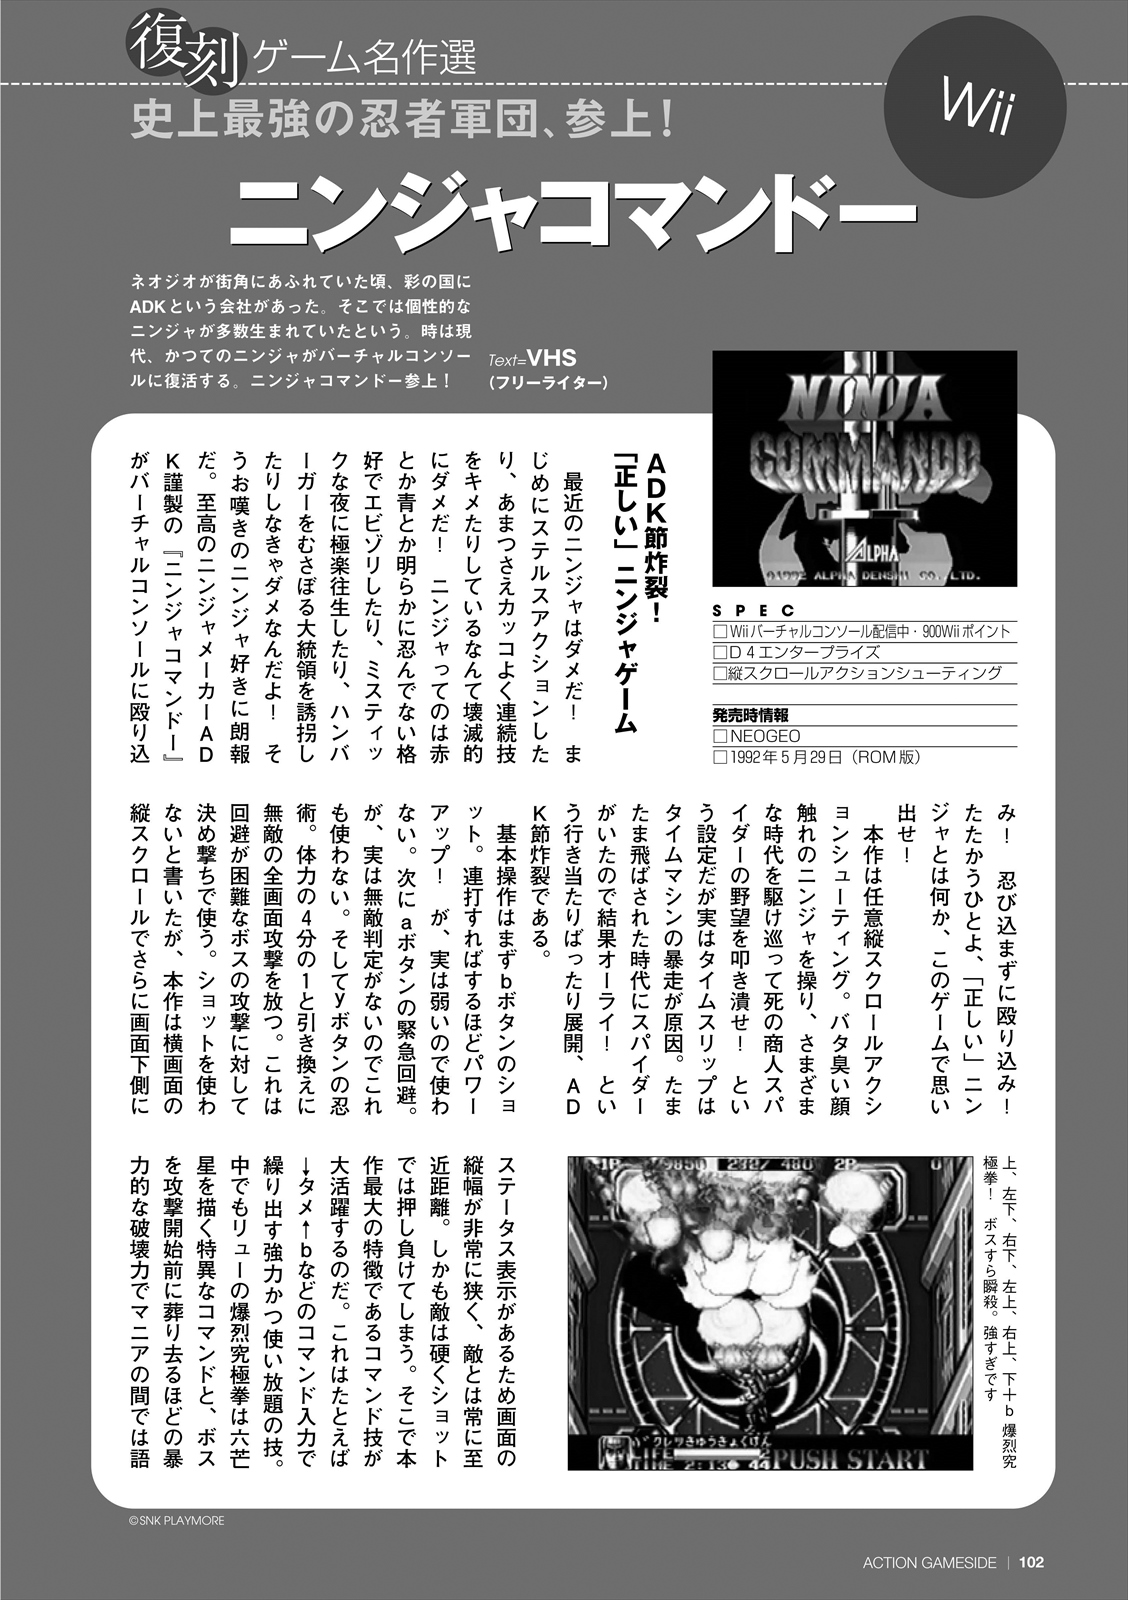 復刻ゲーム名作選
史上最強の忍者軍団、参上！
Wii
ニンジャコマンドー
ネオジオが街角にあふれていた頃、彩の国に
ADKという会社があった。そこでは個性的な
ニンジャが多数生まれていたという。時は現
代、かつてのニンジャがバーチャルコンソー
ルに復活する。ニンジャコマンドー参上！
Text=VHS
（フリーライター）
NINJA
COMMANDO
ALPHA
©1992 ALPHA DENSHI CO.,LTD.
SPEC
□Wiiバーチャルコンソール配信中・900Wiiポイント
□D4エンタープライズ
□縦スクロールアクションシューティング
発売時情報
□NEOGEO
□1992年5月29日（ROM版）
ADK節炸裂！
「正しい」ニンジャゲーム
最近のニンジャはダメだ！　ま
じめにステルスアクションした
り、あまつさえカッコよく連続技
をキメたりしているなんて壊滅的
にダメだ！　ニンジャってのは赤
とか青とか明らかに忍んでない格
好でエビゾリしたり、ミスティッ
クな夜に極楽往生したり、ハンバ
ーガーをむさぼる大統領を誘拐し
たりしなきゃダメなんだよ！　そ
うお嘆きのニンジャ好きに朗報
だ。至高のニンジャメーカーAD
K謹製の『ニンジャコマンドー』
がバーチャルコンソールに殴り込
み！　忍び込まずに殴り込み！
たたかうひとよ、「正しい」ニン
ジャとは何か、このゲームで思い
出せ！
本作は任意縦スクロールアクシ
ョンシューティング。バタ臭い顔
触れのニンジャを操り、さまざま
な時代を駆け巡って死の商人スパ
イダーの野望を叩き潰せ！　とい
う設定だが実はタイムスリップは
タイムマシンの暴走が原因。たま
たま飛ばされた時代にスパイダー
がいたので結果オーライ！　とい
う行き当たりばったり展開、AD
K節炸裂である。
基本操作はまずbボタンのショ
ット。連打すればするほどパワー
アップ！　が、実は弱いので使わ
ない。次にaボタンの緊急回避。
が、実は無敵判定がないのでこれ
も使わない。そしてyボタンの忍
術。体力の4分の1と引き換えに
無敵の全画面攻撃を放つ。これは
回避が困難なボスの攻撃に対して
決め撃ちで使う。ショットを使わ
ないと書いたが、本作は横画面の
縦スクロールでさらに画面下側に
ステータス表示があるため画面の
縦幅が非常に狭く、敵とは常に至
近距離。しかも敵は硬くショット
では押し負けてしまう。そこで本
作最大の特徴であるコマンド技が
大活躍するのだ。これはたとえば
↓タメ↑bなどのコマンド入力で
繰り出す強力かつ使い放題の技。
中でもリューの爆烈究極拳は六芒
星を描く特異なコマンドと、ボス
を攻撃開始前に葬り去るほどの暴
力的な破壊力でマニアの間では語
1P 9850 2327 480 2P 0
バクレツきゅうきょくけん
LIFE
TIME
PUSH START
上、左下、右下、左上、右上、下＋b　爆烈究
極拳！　ボスすら瞬殺。強すぎです
©SNK PLAYMORE
ACTION GAMESIDE | 102